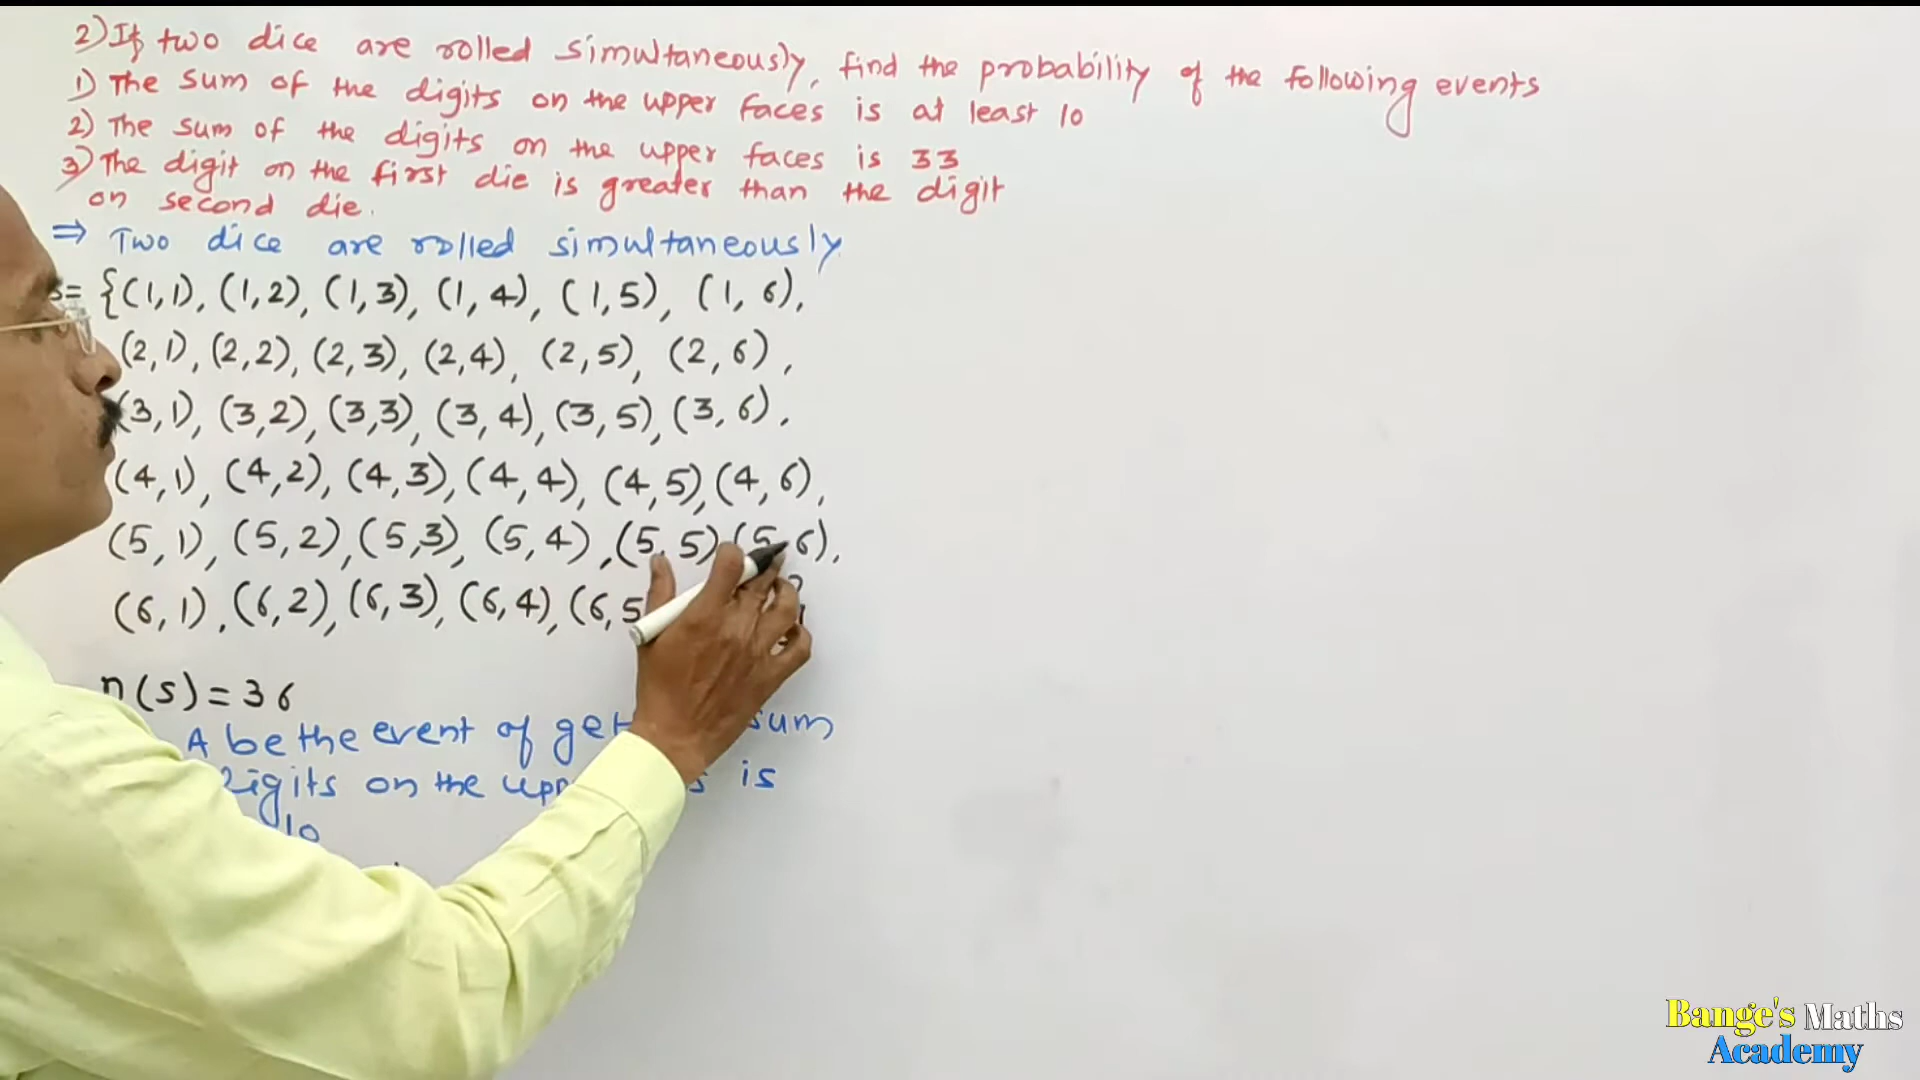 2) If two dice are rolled simultaneously, find the probability of the following events
1) The sum of the digits on the upper faces is at least 10
2) The sum of the digits on the upper faces is 33
3) The digit on the first die is greater than the digit
on second die.
⇒ Two dice are rolled simultaneously
S= {(1,1), (1,2), (1,3), (1,4), (1,5), (1,6),
(2,1), (2,2), (2,3), (2,4), (2,5), (2,6),
(3,1), (3,2), (3,3), (3,4), (3,5), (3,6),
(4,1), (4,2), (4,3), (4,4), (4,5), (4,6),
(5,1), (5,2), (5,3), (5,4), (5,5) (5,6),
(6,1), (6,2), (6,3), (6,4), (6,5
n(s) = 36
A be the event of sum
digits on the is
10
Bange's Maths
Academy